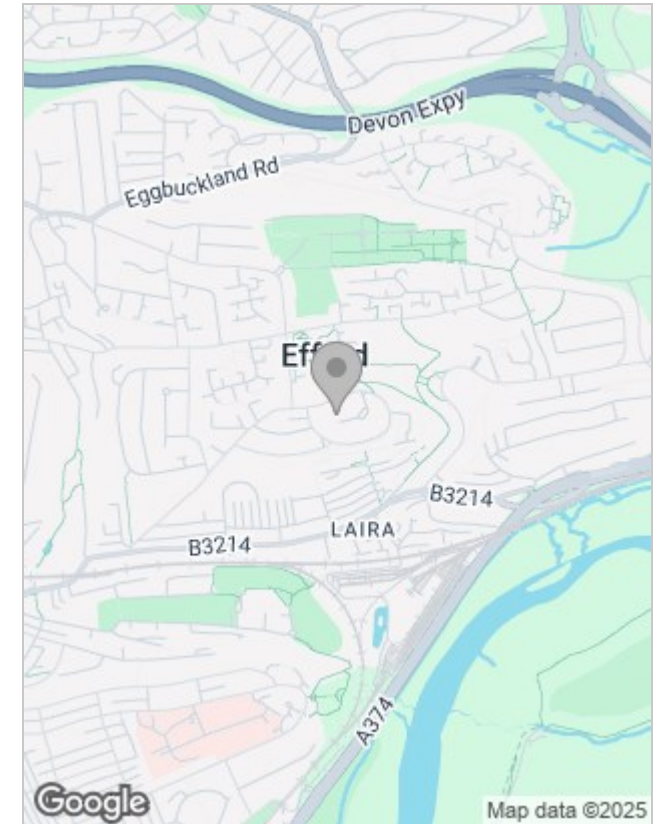 Devon Expy
Eggbuckland Rd
B3214
LAIRA
B3214
A374
Google
Map data ©2025